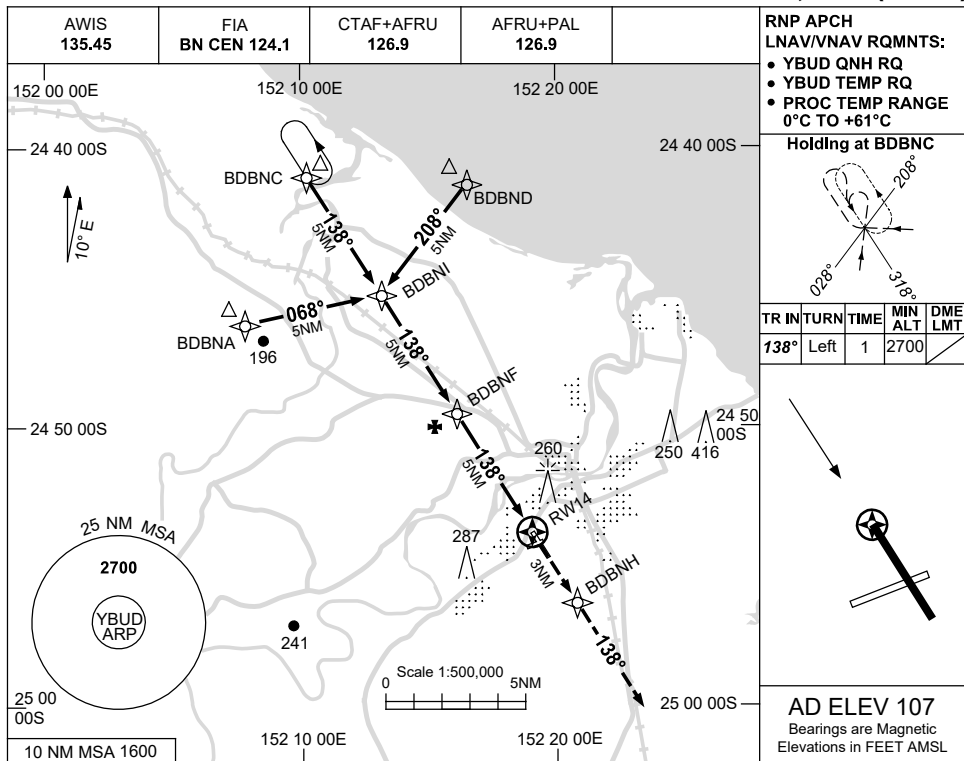 AWIS
135.45
FIA
BN CEN 124.1
CTAF+AFRU
126.9
AFRU+PAL
126.9
RNP APCH
LNAV/VNAV RQMNTS:
● YBUD QNH RQ
● YBUD TEMP RQ
● PROC TEMP RANGE
0°C TO +61°C
Holding at BDBNC
208°
028°
318°
TR IN TURN TIME MIN ALT DME LMT
138° Left 1 2700
152 00 00E
152 10 00E
152 20 00E
24 40 00S
24 40 00S
10° E
BDBNC
BDBND
138°
5NM
208°
5NM
BDBNI
068°
5NM
BDBNA
196
138°
5NM
BDBNF
24 50 00S
24 50
00S
250
416
260
138°
5NM
RW14
287
3NM
BDBNH
25 NM MSA
2700
YBUD
ARP
241
138°
Scale 1:500,000
0 5NM
25 00
00S
25 00 00S
10 NM MSA 1600
152 10 00E
152 20 00E
AD ELEV 107
Bearings are Magnetic
Elevations in FEET AMSL